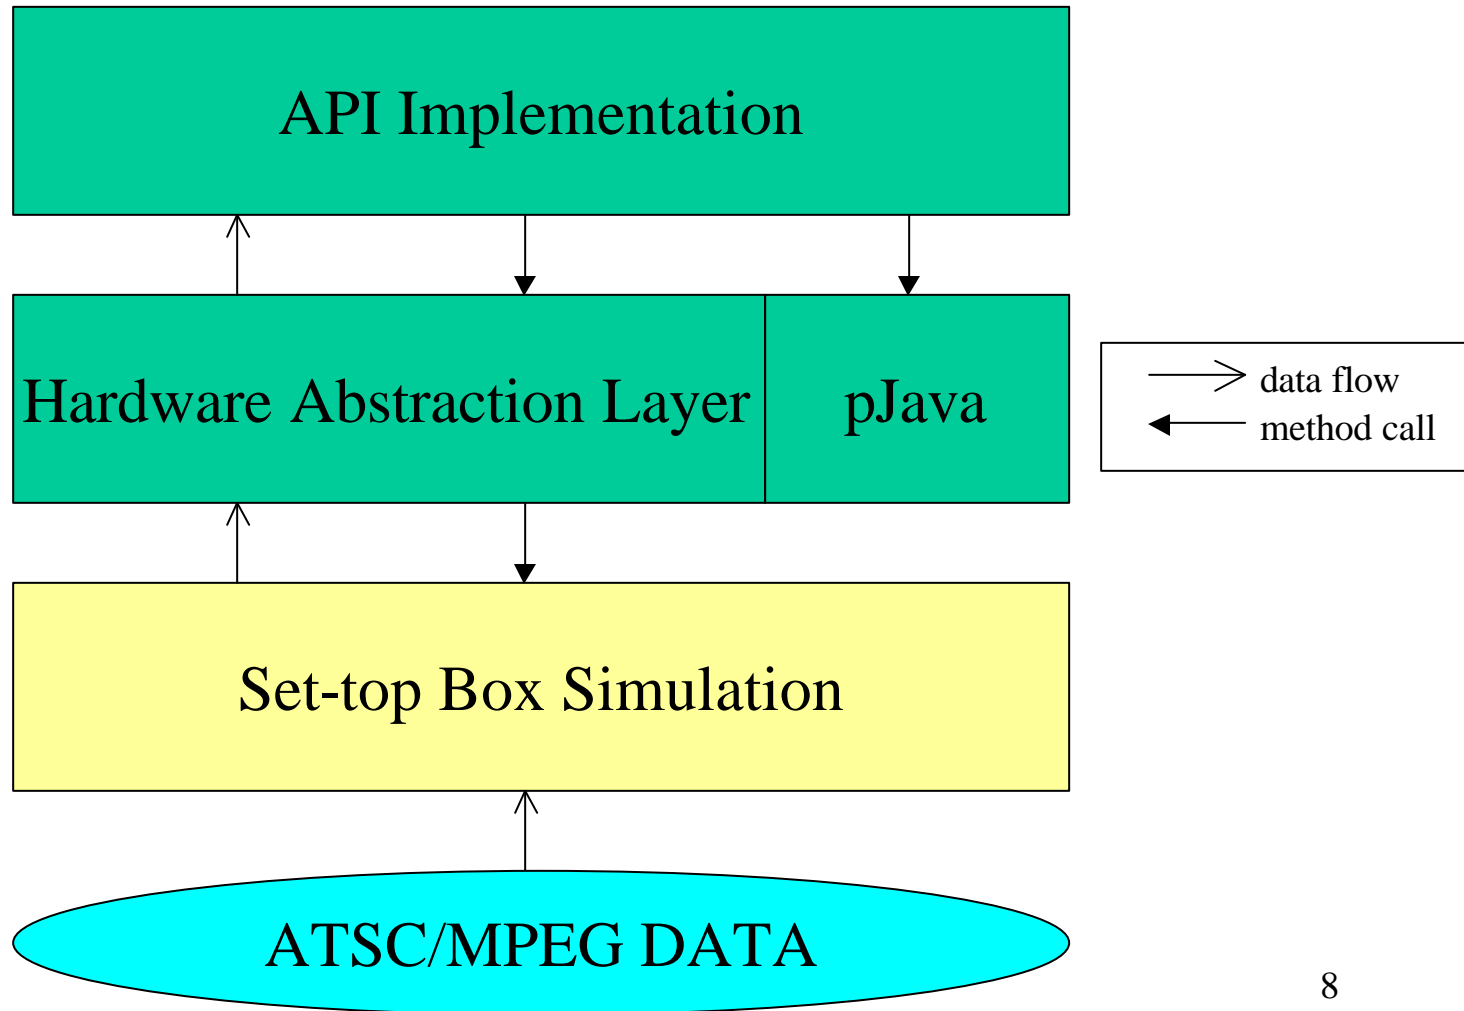 API Implementation
Hardware Abstraction Layer
pJava
data flow
method call
Set-top Box Simulation
ATSC/MPEG DATA
8